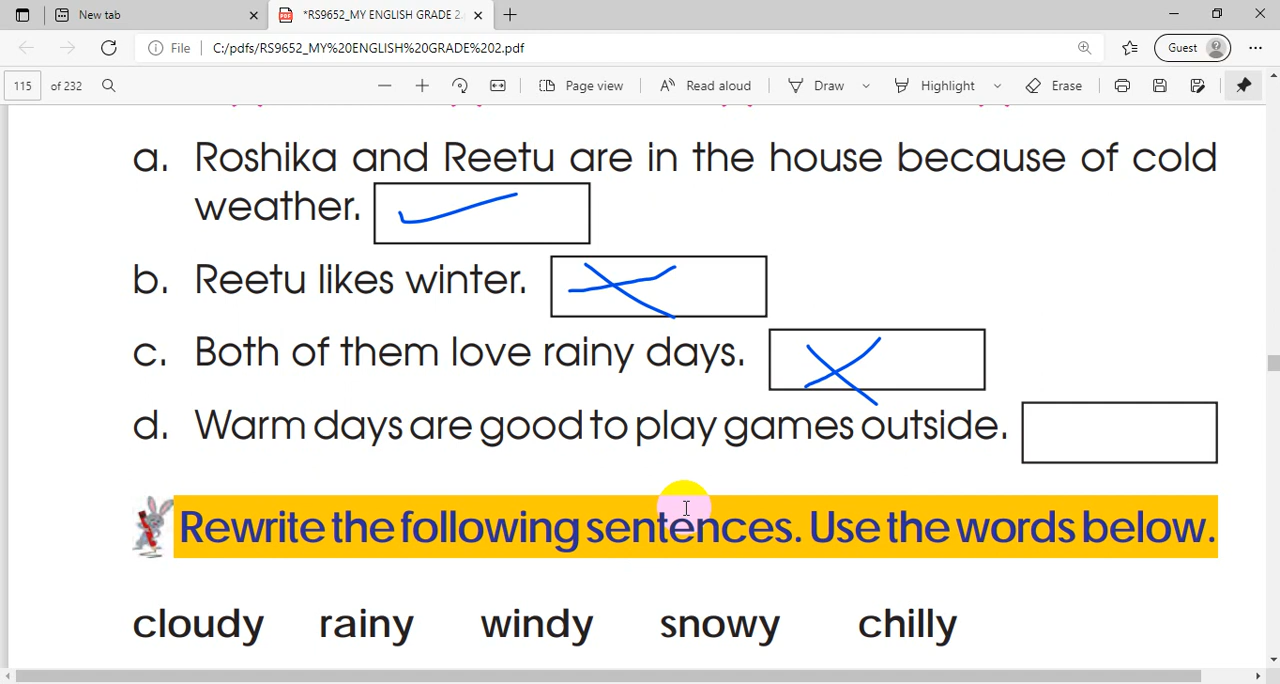 New tab
*RS9652_MY ENGLISH GRADE 2.
File C:/pdfs/RS9652_MY%20ENGLISH%20GRADE%202.pdf
Guest
115 of 232
Page view
Read aloud
Draw
Highlight
Erase
a. Roshika and Reetu are in the house because of cold
weather.
b. Reetu likes winter.
c. Both of them love rainy days.
d. Warm days are good to play games outside.
Rewrite the following sentences. Use the words below.
cloudy rainy windy snowy chilly